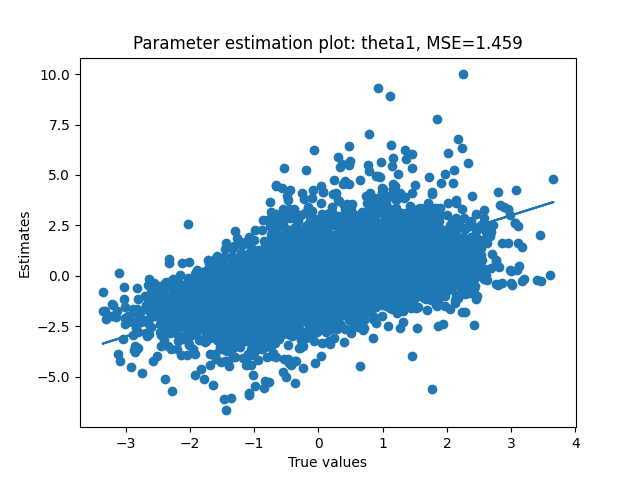 Parameter estimation plot: theta1, MSE=1.459
10.0
7.5
5.0
2.5
0.0
−2.5
−5.0
Estimates
−3 −2 −1 0 1 2 3 4
True values